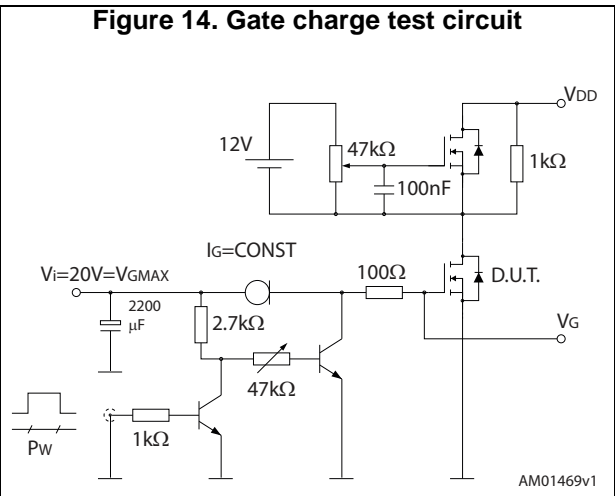 Figure 14. Gate charge test circuit
VDD
12V
47kΩ
1kΩ
100nF
IG=CONST
Vi=20V=VGMAX
100Ω
D.U.T.
2200
μF
2.7kΩ
VG
47kΩ
1kΩ
PW
AM01469v1